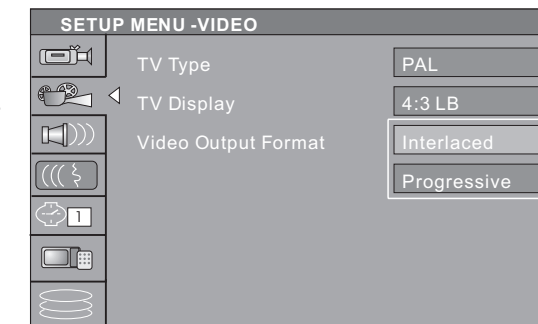 SETUP MENU -VIDEO
TV Type PAL
TV Display 4:3 LB
Video Output Format Interlaced
Progressive
1